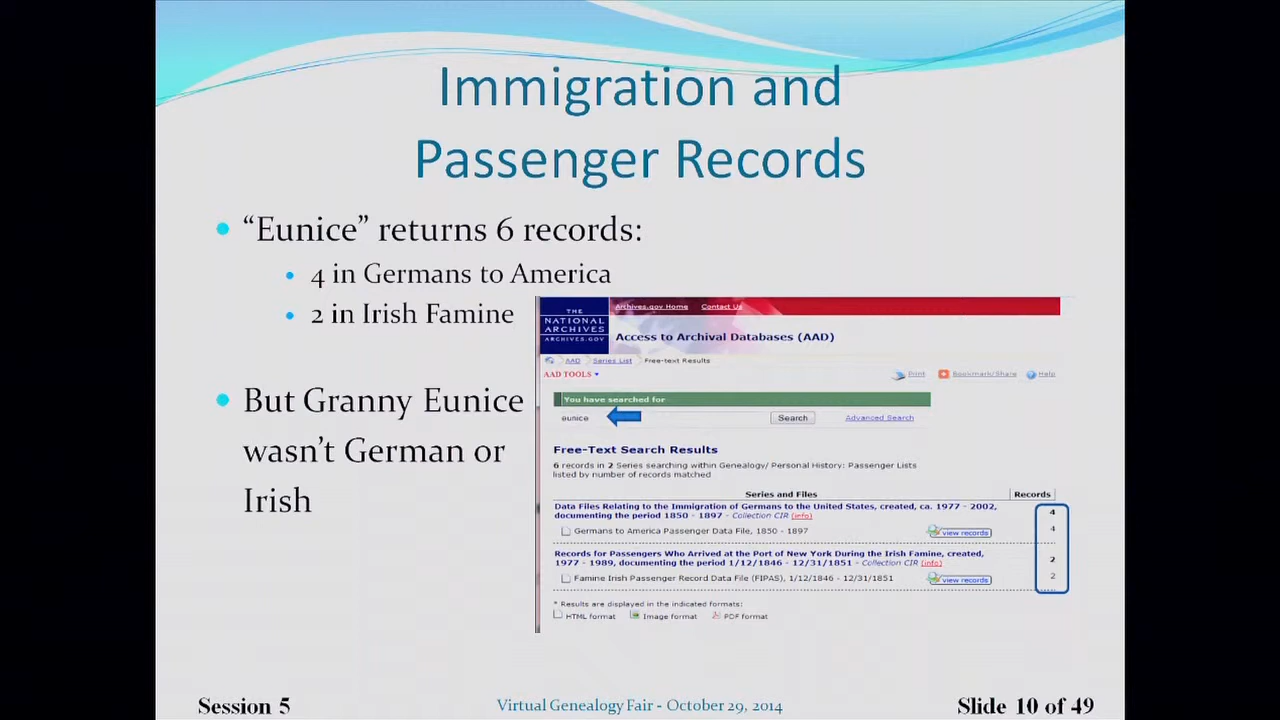 Immigration and
Passenger Records
“Eunice” returns 6 records:
4 in Germans to America
2 in Irish Famine
But Granny Eunice
wasn’t German or
Irish
THE
NATIONAL
ARCHIVES
ARCHIVES.GOV
Archives.gov Home Contact Us
Access to Archival Databases (AAD)
AAD Series List Free-text Results
AAD TOOLS
Print Bookmark/Share Help
You have searched for
eunice Search Advanced Search
Free-Text Search Results
6 records in 2 Series searching within Genealogy/ Personal History: Passenger Lists
listed by number of records matched
Series and Files Records
Data Files Relating to the Immigration of Germans to the United States, created, ca. 1977 - 2002, 4
documenting the period 1850 - 1897 - Collection CIR (info)
Germans to America Passenger Data File, 1850 - 1897 view records 4
Records for Passengers Who Arrived at the Port of New York During the Irish Famine, created, 2
1977 - 1989, documenting the period 1/12/1846 - 12/31/1851 - Collection CIR (info)
Famine Irish Passenger Record Data File (FIPAS), 1/12/1846 - 12/31/1851 view records 2
* Results are displayed in the indicated formats:
HTML format Image format PDF format
Session 5 Virtual Genealogy Fair - October 29, 2014 Slide 10 of 49